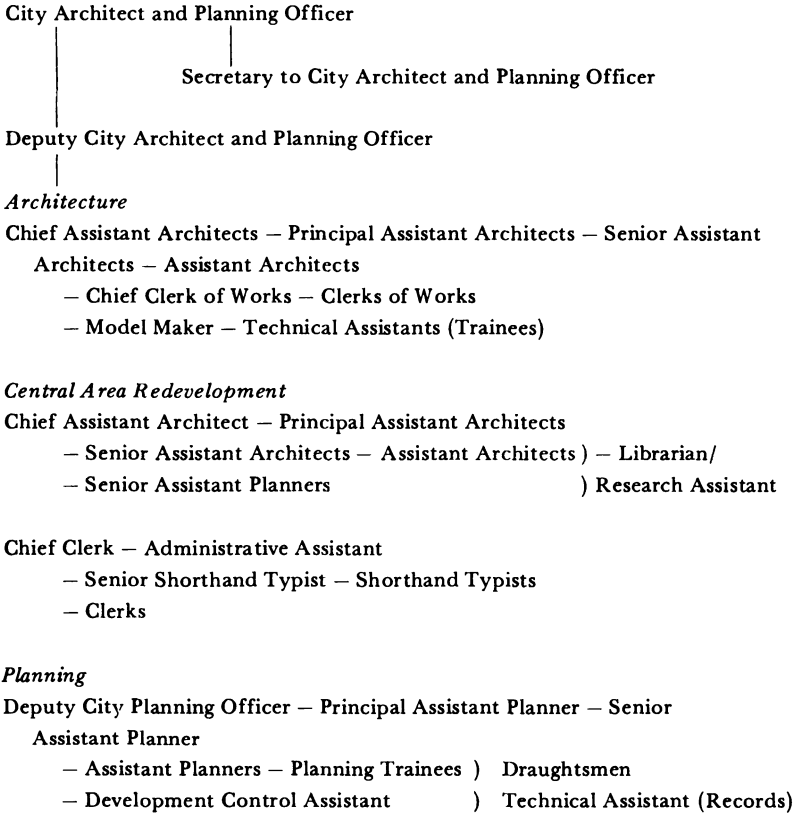 City Architect and Planning Officer
Secretary to City Architect and Planning Officer
Deputy City Architect and Planning Officer
Architecture
Chief Assistant Architects — Principal Assistant Architects — Senior Assistant
Architects — Assistant Architects
— Chief Clerk of Works — Clerks of Works
— Model Maker — Technical Assistants (Trainees)
Central Area Redevelopment
Chief Assistant Architect — Principal Assistant Architects
— Senior Assistant Architects — Assistant Architects ) — Librarian/
— Senior Assistant Planners ) Research Assistant
Chief Clerk — Administrative Assistant
— Senior Shorthand Typist — Shorthand Typists
— Clerks
Planning
Deputy City Planning Officer — Principal Assistant Planner — Senior
Assistant Planner
— Assistant Planners — Planning Trainees ) Draughtsmen
— Development Control Assistant ) Technical Assistant (Records)